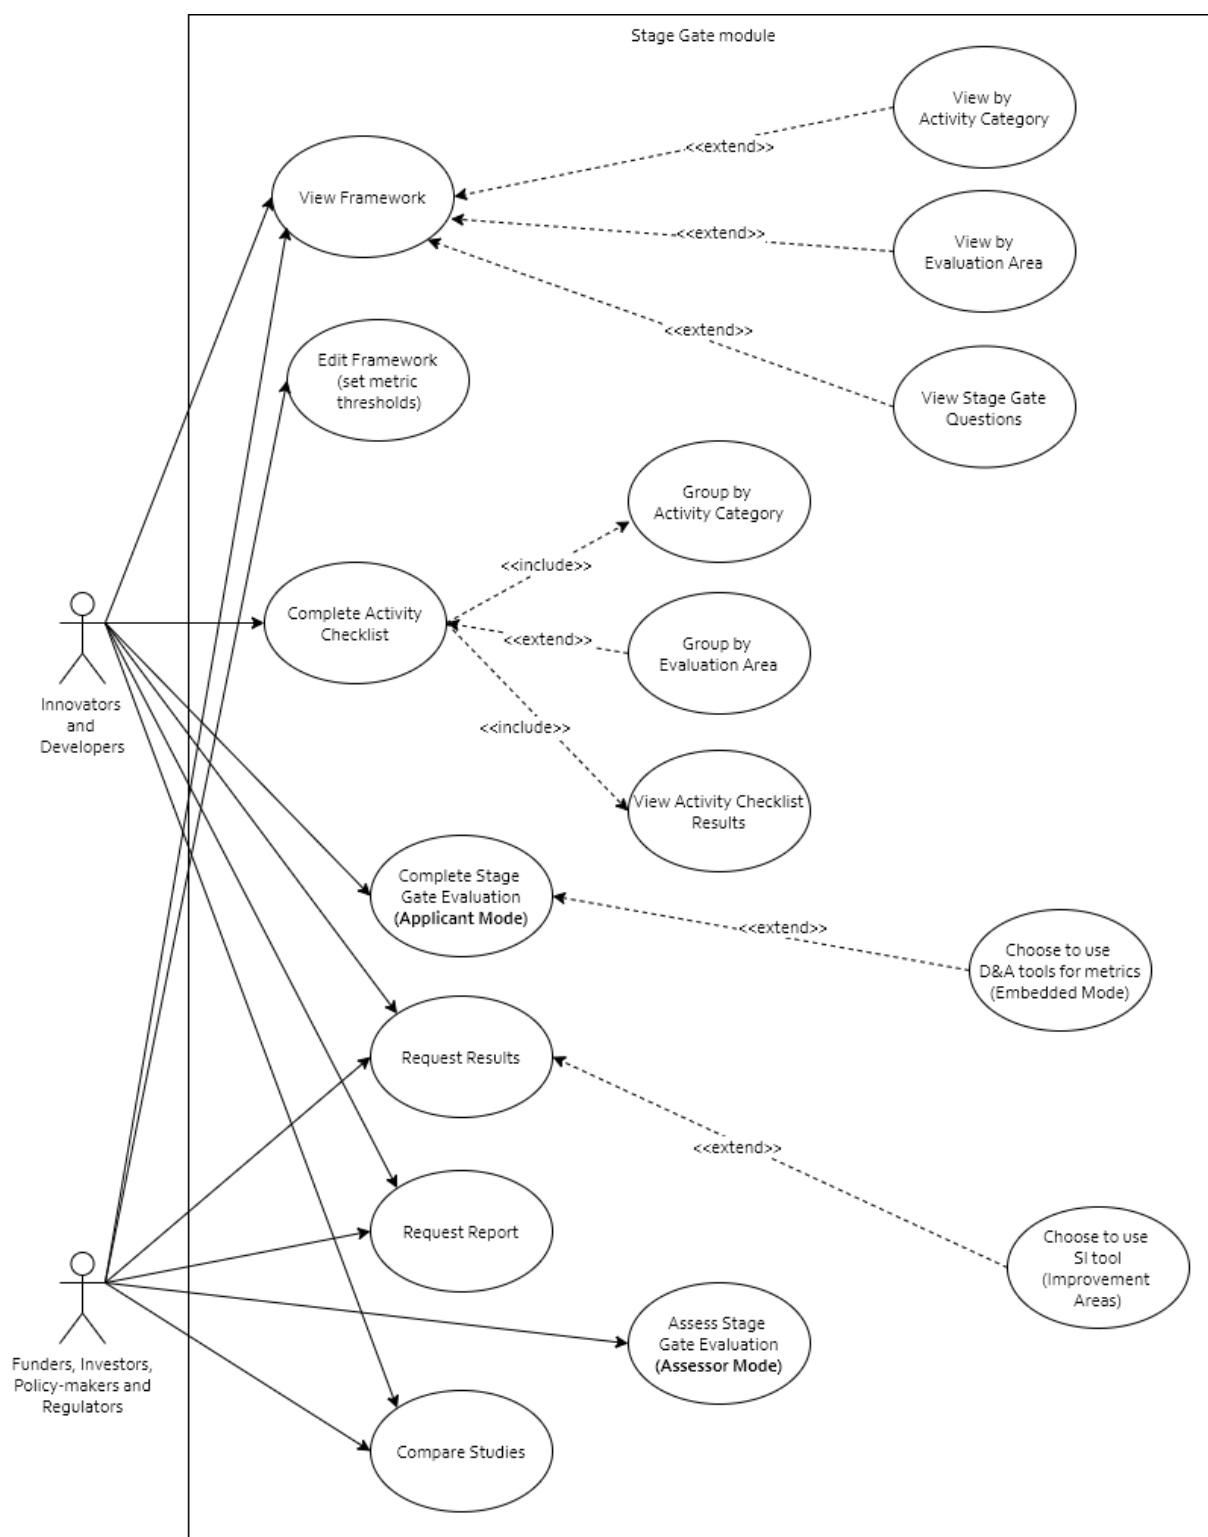 Stage Gate module
View by
Activity Category
<<extend>>
View Framework
View by
Evaluation Area
<<extend>>
<<extend>>
Edit Framework
(set metric
thresholds)
View Stage Gate
Questions
Group by
Activity Category
<<include>>
Complete Activity
Checklist
<<extend>>
Group by
Evaluation Area
Innovators
and
Developers
<<include>>
View Activity Checklist
Results
Complete Stage
Gate Evaluation
(Applicant Mode)
<<extend>>
Choose to use
D&A tools for metrics
(Embedded Mode)
Request Results
<<extend>>
Request Report
Choose to use
SI tool
(Improvement
Areas)
Assess Stage
Gate Evaluation
(Assessor Mode)
Funders, Investors,
Policy-makers and
Regulators
Compare Studies